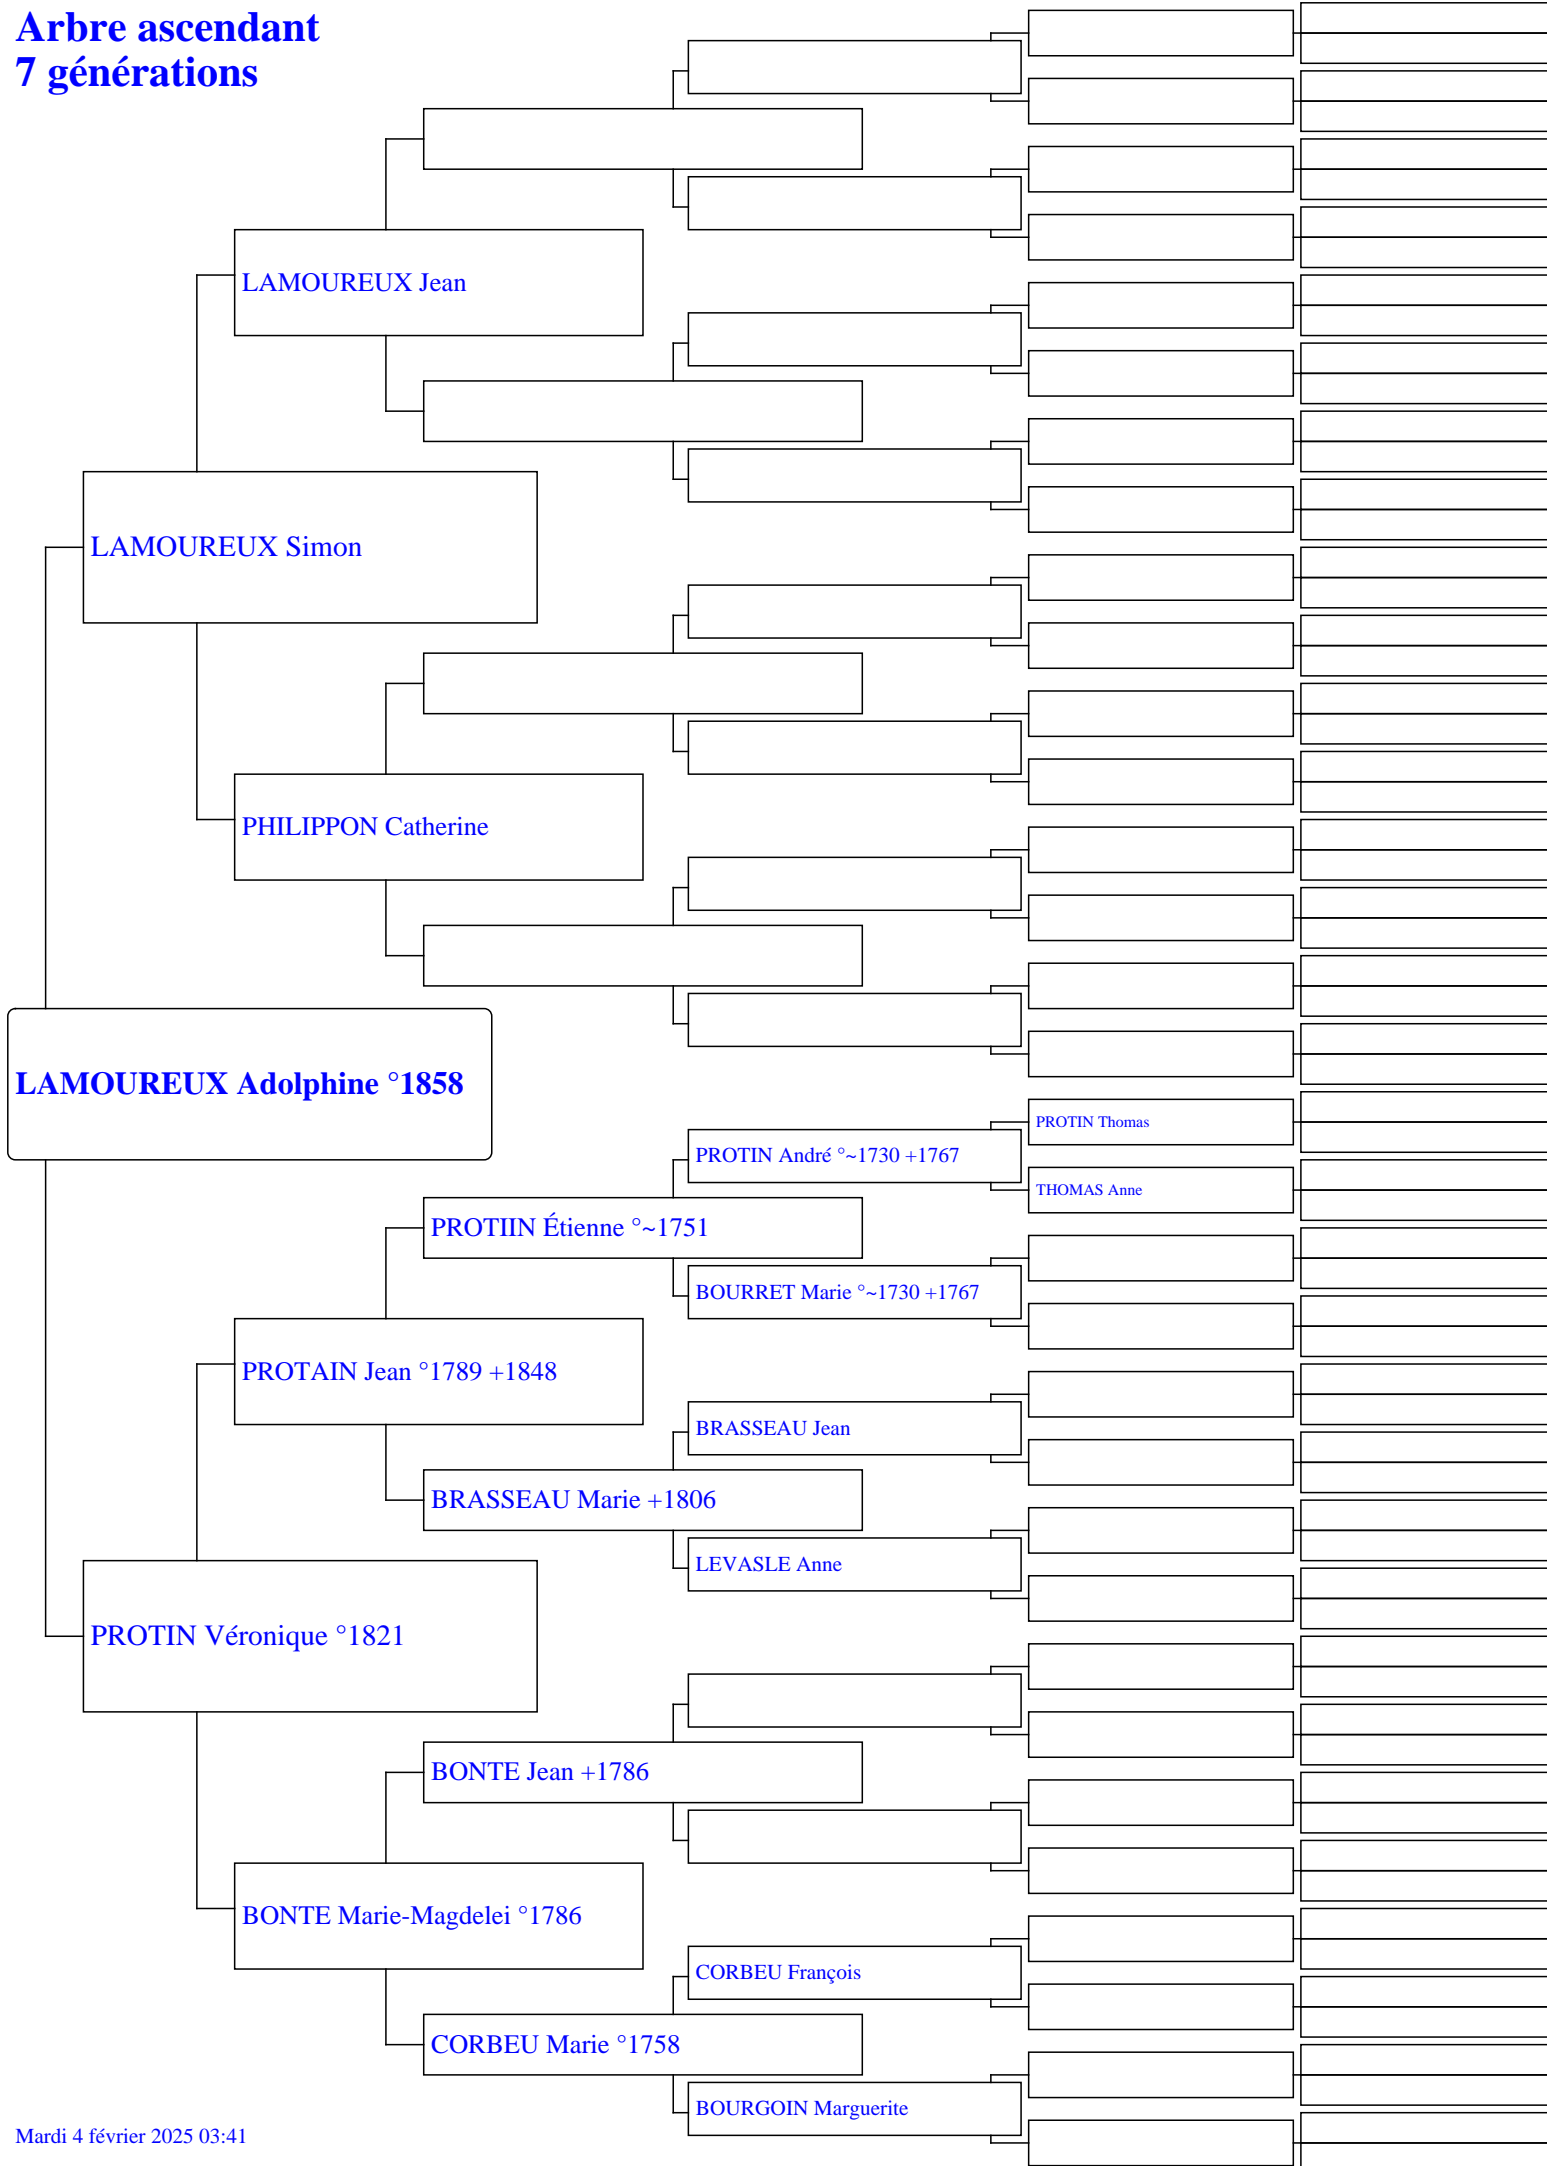 Arbre ascendant
7 générations
LAMOUREUX Jean
LAMOUREUX Simon
PHILIPPON Catherine
LAMOUREUX Adolphine °1858
PROTIN Thomas
PROTIN André °~1730 +1767
THOMAS Anne
PROTIIN Étienne °~1751
BOURRET Marie °~1730 +1767
PROTAIN Jean °1789 +1848
BRASSEAU Jean
BRASSEAU Marie +1806
LEVASLE Anne
PROTIN Véronique °1821
BONTE Jean +1786
BONTE Marie-Magdelei °1786
CORBEU François
CORBEU Marie °1758
BOURGOIN Marguerite
Mardi 4 février 2025 03:41